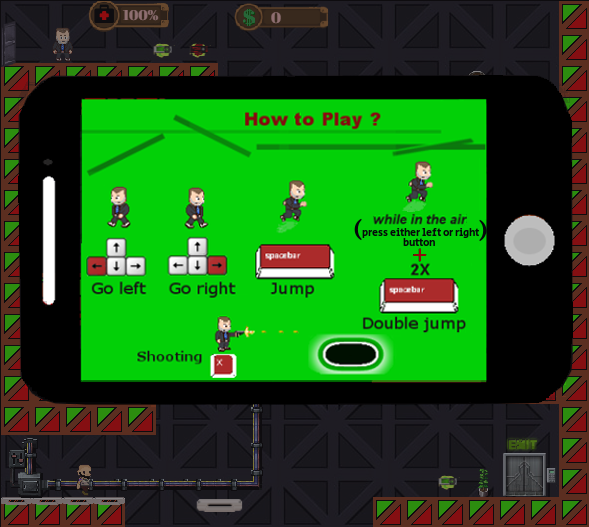 100%
$ 0
How to Play ?
while in the air
(press either left or right)
button
+
2X
spacebar
spacebar
Go left
Go right
Jump
Double jump
Shooting
X
EXIT